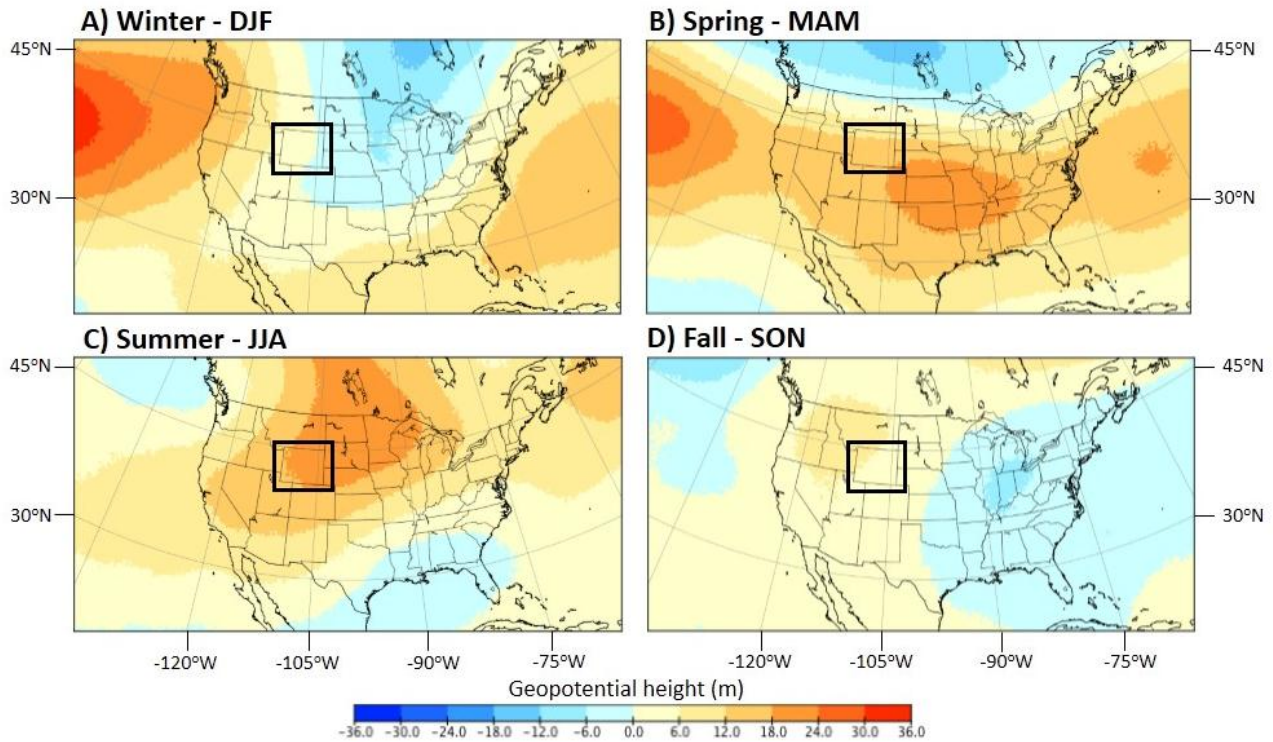 A) Winter - DJF
B) Spring - MAM
45ºN
45ºN
30ºN
30ºN
C) Summer - JJA
D) Fall - SON
45ºN
45ºN
30ºN
30ºN
-120ºW -105ºW -90ºW -75ºW
-120ºW -105ºW -90ºW -75ºW
Geopotential height (m)
-36.0 -30.0 -24.0 -18.0 -12.0 -6.0 0.0 6.0 12.0 18.0 24.0 30.0 36.0